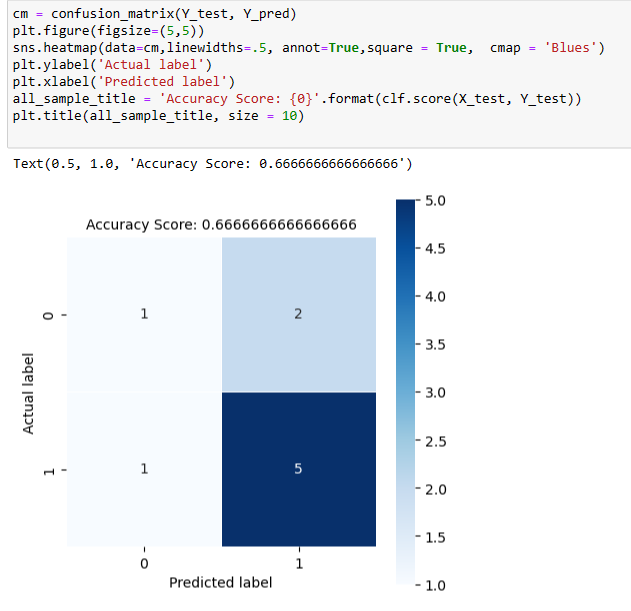 cm = confusion_matrix(Y_test, Y_pred)
plt.figure(figsize=(5,5))
sns.heatmap(data=cm,linewidths=.5, annot=True,square = True,  cmap = 'Blues')
plt.ylabel('Actual label')
plt.xlabel('Predicted label')
all_sample_title = 'Accuracy Score: {0}'.format(clf.score(X_test, Y_test))
plt.title(all_sample_title, size = 10)
Text(0.5, 1.0, 'Accuracy Score: 0.6666666666666666')
Accuracy Score: 0.6666666666666666
Actual label
0
1
1
2
1
5
0
1
Predicted label
5.0
4.5
4.0
3.5
3.0
2.5
2.0
1.5
1.0